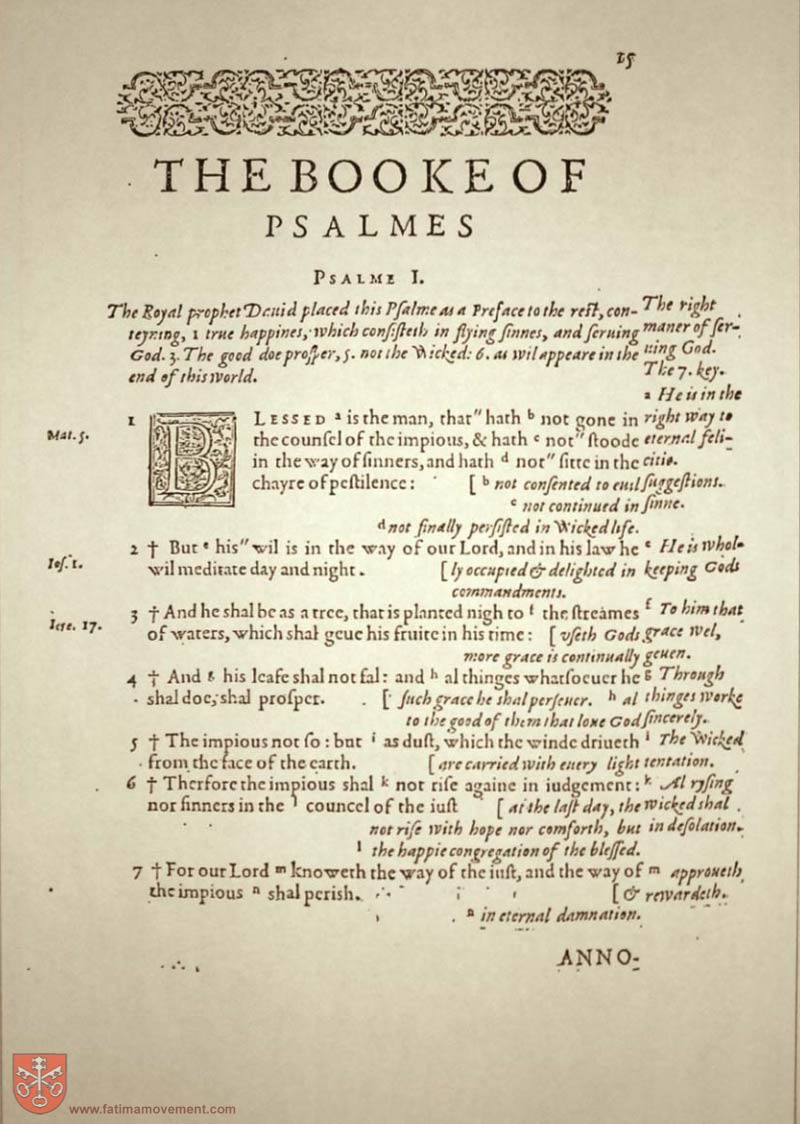 15
THE BOOKE OF
PSALMES
PSALME I.
The Royal prophet Dauid placed this Psalme as a Preface to the rest, con-
teyning, 1 true happines, which consisteth in flying sinnes, and seruing
God. 3. The good doe prosper, 5. not the Wicked: 6. as wil appeare in the
end of this world.
The right
maner of ser-
uing God.
The 7. key.
a He is in the
Mat. 5.
1 BLESSED a is the man, that" hath b not gone in right way to
the counsel of the impious, & hath c not" stoode eternal feli-
in the way of sinners, and hath d not" sitte in the citie.
chayre of pestilence: [ b not consented to euil suggestions.
c not continued in sinne.
d not finally persisted in Wicked life.
2 † But e his" wil is in the way of our Lord, and in his law he e He is whol-
Ios. 1.
wil meditate day and night. [ ly occupied & delighted in keeping Gods
commandments.
3 † And he shal be as a tree, that is planted nigh to f the streames f To him that
Iere. 17.
of waters, which shal geue his fruite in his time: [ vseth Gods grace wel,
more grace is continually geuen.
4 † And g his leafe shal not fal: and h al thinges whatsoeuer he g Through
shal doe, shal prosper. [ such grace he shal perseuer. h al thinges worke
to the good of them that loue God sincerely.
5 † The impious not so: but i as dust, which the winde driueth i The Wicked
from the face of the earth. [ are carried with euery light tentation.
6 † Therfore the impious shal k not rise againe in iudgement: k Al rysing
nor sinners in the l councel of the iust [ at the last day, the wicked shal
not rise with hope nor comforth, but in desolation.
l the happie congregation of the blessed.
7 † For our Lord m knoweth the way of the iust, and the way of m approueth
the impious n shal perish. [ & rewardeth.
n in eternal damnation.
ANNO-
www.fatimamovement.com